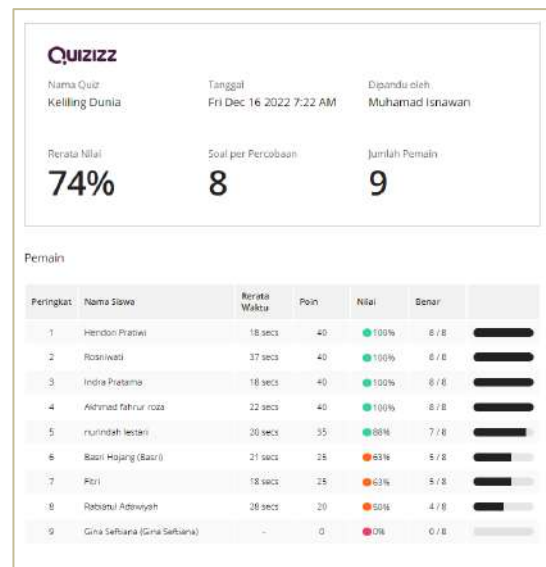 Quizizz
Nama Quiz Tanggal Dipandu oleh
Keliling Dunia Fri Dec 16 2022 7:22 AM Muhamad Isnawan
Rerata Nilai Soal per Percobaan Jumlah Pemain
74% 8 9
Pemain
Peringkat Nama Siswa Rerata Waktu Poin Nilai Benar
1 Hendori Pratiwi 18 secs 40 100% 8 / 8
2 Rosniwati 37 secs 40 100% 8 / 8
3 Indra Pratama 18 secs 40 100% 8 / 8
4 Akhmad fahrur roza 22 secs 40 100% 8 / 8
5 nurindah lestari 20 secs 35 88% 7 / 8
6 Basri Hojang (Basri) 21 secs 25 63% 5 / 8
7 Fitri 18 secs 25 63% 5 / 8
8 Rabiatul Adawiyah 28 secs 20 50% 4 / 8
9 Gina Seftiana (Gina Seftiana) - 0 0% 0 / 8